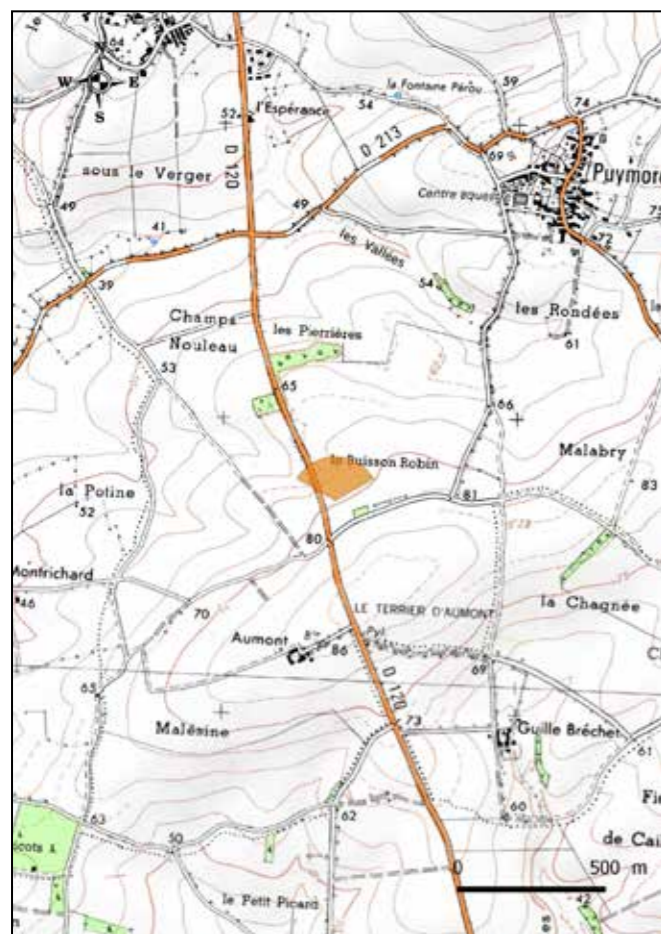 64
N
W E
S
la Fontaine Pérou
59
54
74
52
l'Espérance
D 213
69
D 120
sous le Verger
Puymore
Centre éques
49
49
41
les Vallées
72
39
54
les Rondées
Champs
Nouleau
les Pierrières
61
53
65
66
Malabry
le Buisson Robin
la Potine
81
83
52
80
Montrichard
46
70
la Chagnée
LE TERRIER D'AUMONT
Aumont
86
Pyl
69
65
D 120
73
Malésine
Guille Bréchet
61
60
62
63
50
de Cail
0 500 m
le Petit Picard
42